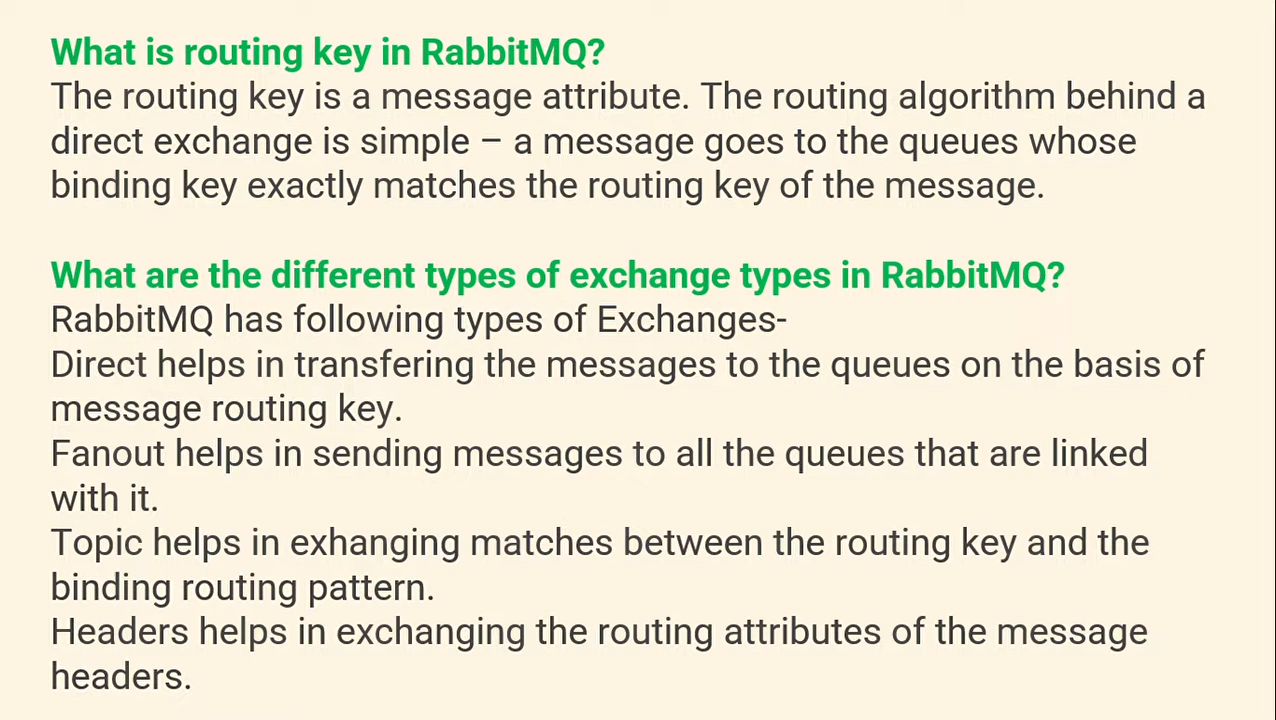 What is routing key in RabbitMQ?
The routing key is a message attribute. The routing algorithm behind a
direct exchange is simple – a message goes to the queues whose
binding key exactly matches the routing key of the message.
What are the different types of exchange types in RabbitMQ?
RabbitMQ has following types of Exchanges-
Direct helps in transfering the messages to the queues on the basis of
message routing key.
Fanout helps in sending messages to all the queues that are linked
with it.
Topic helps in exhanging matches between the routing key and the
binding routing pattern.
Headers helps in exchanging the routing attributes of the message
headers.